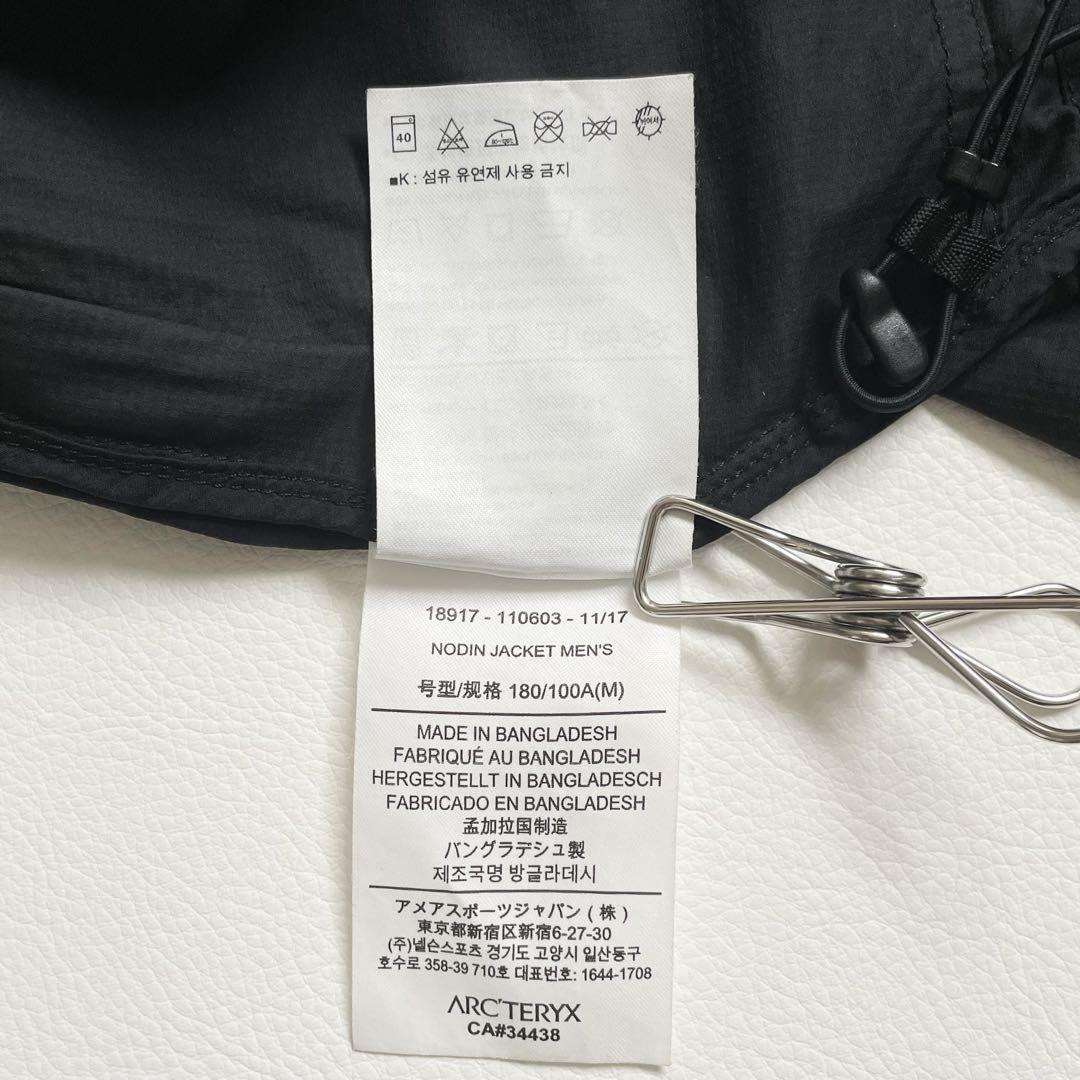 40
■K : 섬유 유연제 사용 금지
18917 - 110603 - 11/17
NODIN JACKET MEN'S
号型/规格 180/100A(M)
MADE IN BANGLADESH
FABRIQUÉ AU BANGLADESH
HERGESTELLT IN BANGLADESCH
FABRICADO EN BANGLADESH
孟加拉国制造
バングラデシュ製
제조국명 방글라데시
アメアスポーツジャパン ( 株 )
東京都新宿区新宿6-27-30
(주)넬슨스포츠 경기도 고양시 일산동구
호수로 358-39 710호 대표번호: 1644-1708
ARC'TERYX
CA#34438